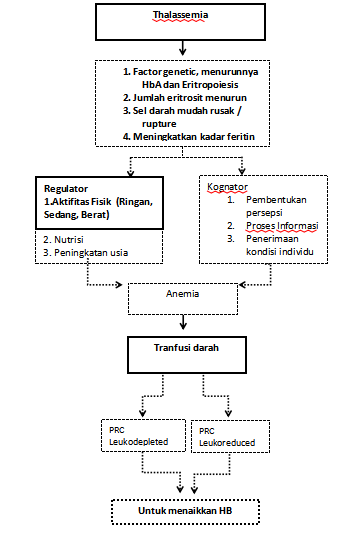 Thalassemia
1. Factor genetic, menurunnya
HbA dan Eritropoiesis
2. Jumlah eritrosit menurun
3. Sel darah mudah rusak /
rupture
4. Meningkatkan kadar feritin
Regulator
1.Aktifitas Fisik (Ringan,
Sedang, Berat)
2. Nutrisi
3. Peningkatan usia
Kognator
1. Pembentukan
persepsi
2. Proses Informasi
3. Penerimaan
kondisi individu
Anemia
Tranfusi darah
PRC
Leukodepleted
PRC
Leukoreduced
Untuk menaikkan HB